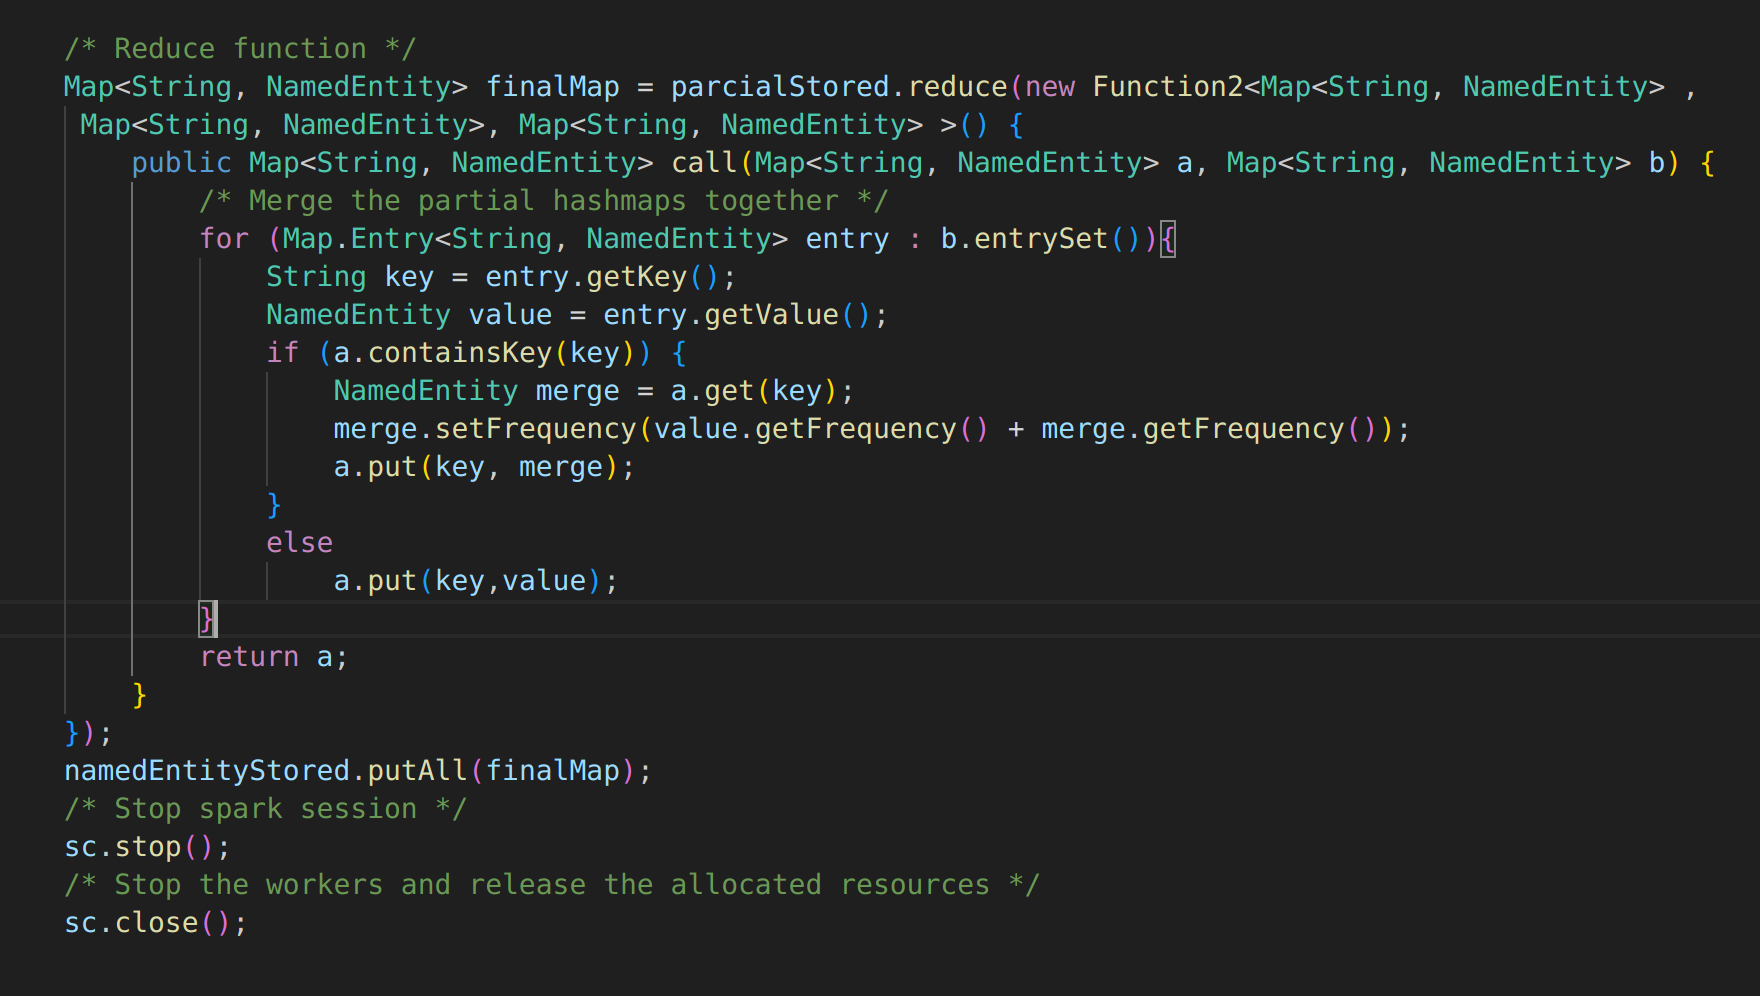 /* Reduce function */
Map<String, NamedEntity> finalMap = parcialStored.reduce(new Function2<Map<String, NamedEntity> ,
 Map<String, NamedEntity>, Map<String, NamedEntity> >() {
    public Map<String, NamedEntity> call(Map<String, NamedEntity> a, Map<String, NamedEntity> b) {
        /* Merge the partial hashmaps together */
        for (Map.Entry<String, NamedEntity> entry : b.entrySet()){
            String key = entry.getKey();
            NamedEntity value = entry.getValue();
            if (a.containsKey(key)) {
                NamedEntity merge = a.get(key);
                merge.setFrequency(value.getFrequency() + merge.getFrequency());
                a.put(key, merge);
            }
            else
                a.put(key,value);
        }
        return a;
    }
});
namedEntityStored.putAll(finalMap);
/* Stop spark session */
sc.stop();
/* Stop the workers and release the allocated resources */
sc.close();